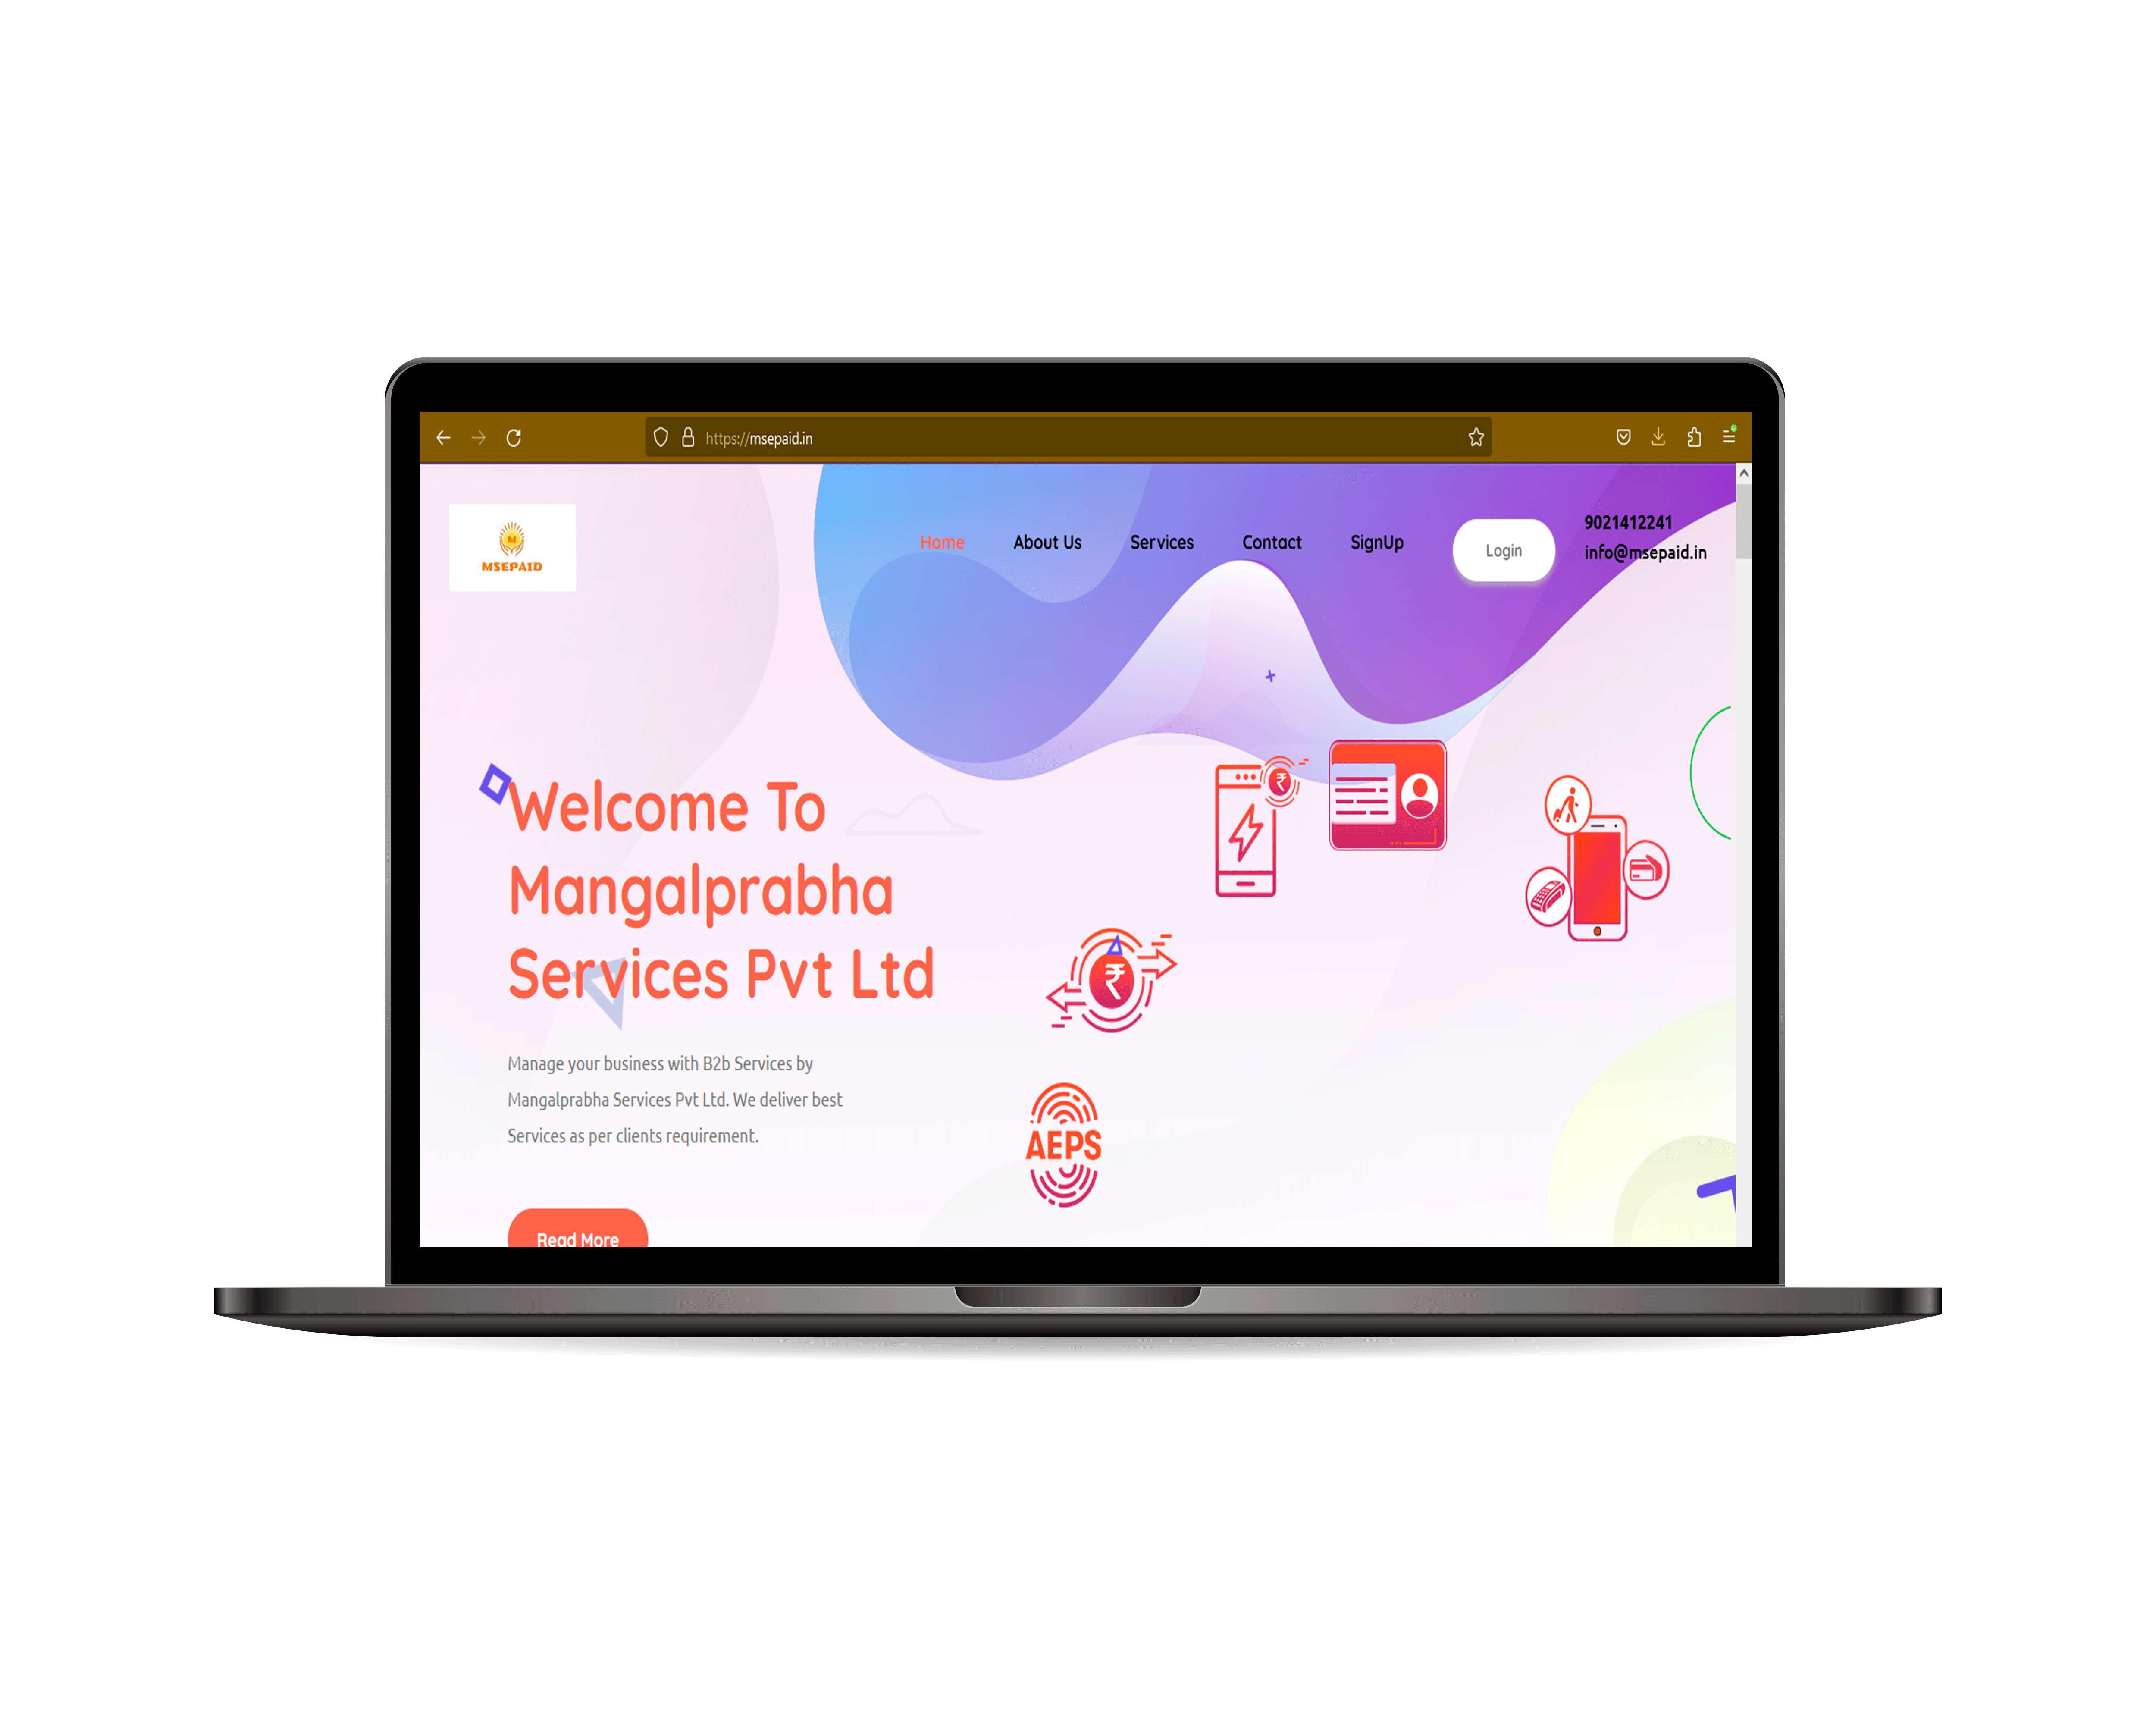 https://msepaid.in
M
MSEPAID
Home
About Us
Services
Contact
SignUp
Login
9021412241
info@msepaid.in
Welcome To
Mangalprabha
Services Pvt Ltd
Manage your business with B2b Services by
Mangalprabha Services Pvt Ltd. We deliver best
Services as per clients requirement.
Read More
₹
₹
AEPS